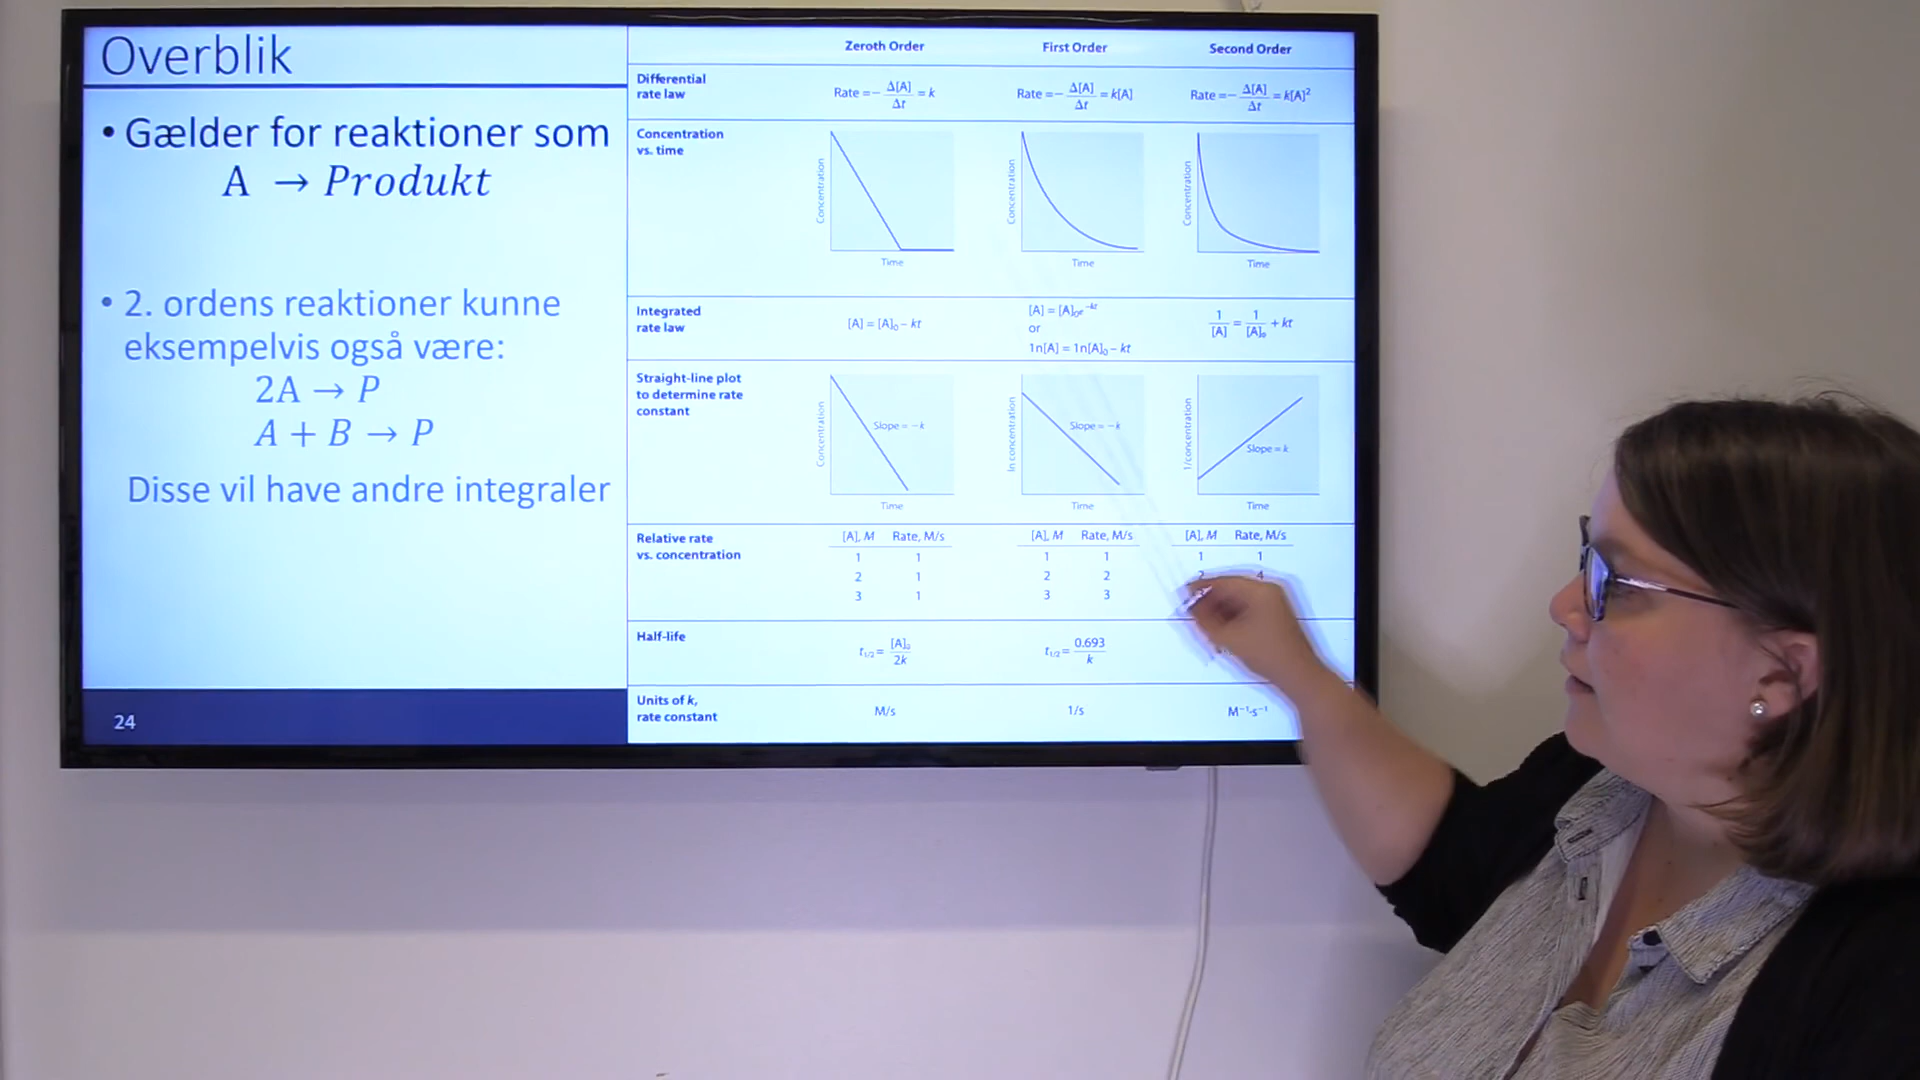 Overblik
• Gælder for reaktioner som
A → Produkt
• 2. ordens reaktioner kunne
eksempelvis også være:
2A → P
A + B → P
Disse vil have andre integraler
24
Zeroth Order First Order Second Order
Differential
rate law
Rate = − Δ[A]/Δt = k
Rate = − Δ[A]/Δt = k[A]
Rate = − Δ[A]/Δt = k[A]²
Concentration
vs. time
Concentration
Time
Concentration
Time
Concentration
Time
Integrated
rate law
[A] = [A]₀ − kt
[A] = [A]₀e⁻ᵏᵗ
or
1n[A] = 1n[A]₀ − kt
1/[A] = 1/[A]₀ + kt
Straight-line plot
to determine rate
constant
Concentration
Slope = −k
Time
ln concentration
Slope = −k
Time
1/concentration
Slope = k
Time
Relative rate
vs. concentration
[A], M Rate, M/s
1 1
2 1
3 1
[A], M Rate, M/s
1 1
2 2
3 3
[A], M Rate, M/s
1 1
2 4
Half-life
t₁/₂ = [A]₀/2k
t₁/₂ = 0.693/k
Units of k,
rate constant
M/s
1/s
M⁻¹·s⁻¹